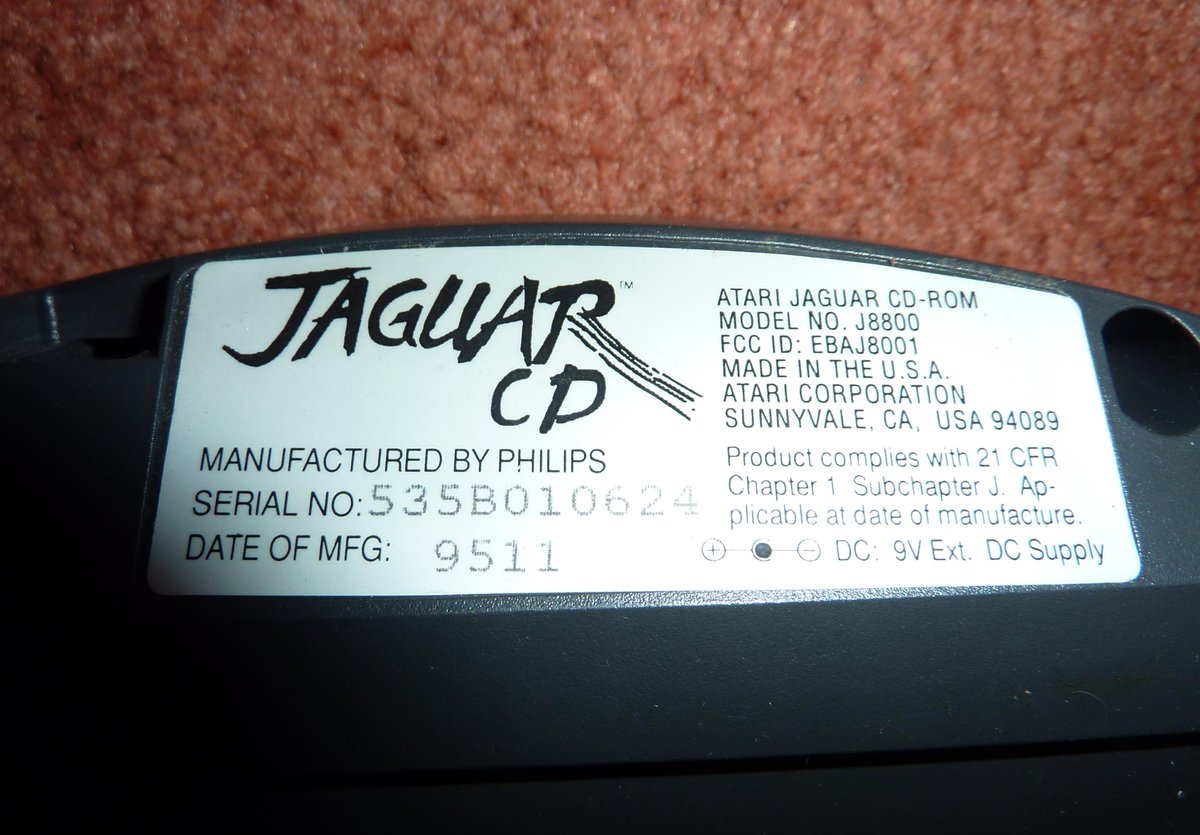 JAGUAR™
CD
MANUFACTURED BY PHILIPS
SERIAL NO: 535B010624
DATE OF MFG: 9511
ATARI JAGUAR CD-ROM
MODEL NO. J8800
FCC ID: EBAJ8001
MADE IN THE U.S.A.
ATARI CORPORATION
SUNNYVALE, CA, USA 94089
Product complies with 21 CFR
Chapter 1 Subchapter J. Ap-
plicable at date of manufacture.
DC: 9V Ext. DC Supply